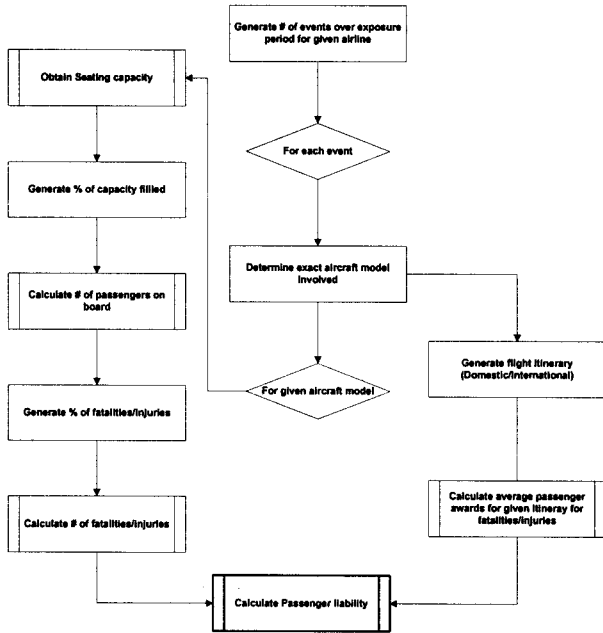 Generate # of events over exposure
period for given airline
Obtain Seating capacity
For each event
Generate % of capacity filled
Determine exact aircraft model
involved
Calculate # of passengers on
board
Generate flight itinerary
(Domestic/International)
For given aircraft model
Generate % of fatalities/injuries
Calculate average passenger
awards for given itineray for
fatalities/injuries
Calculate # of fatalities/injuries
Calculate Passenger liability